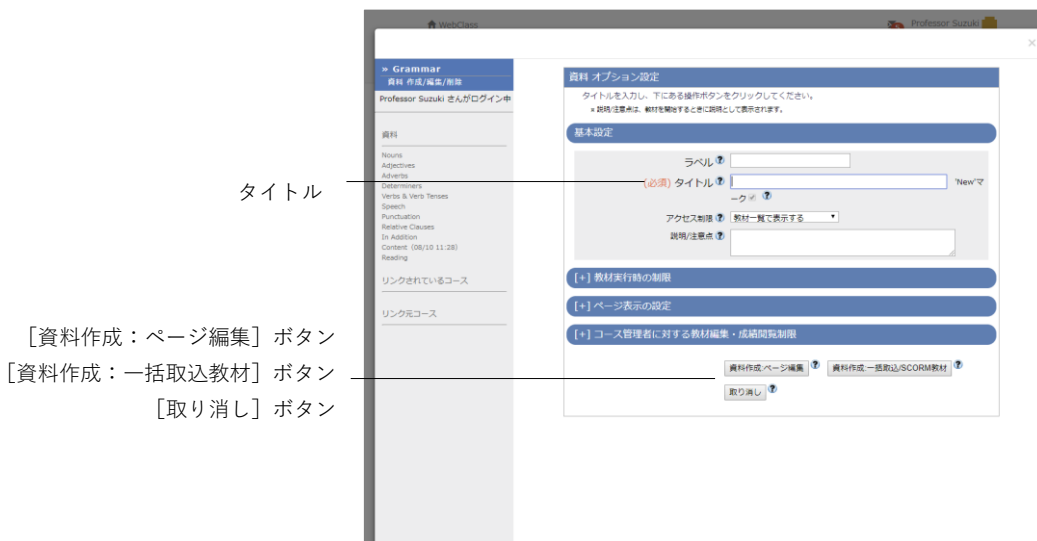 WebClass
Professor Suzuki
×
» Grammar
資料 作成/編集/削除
Professor Suzuki さんがログイン中
資料
Nouns
Adjectives
Adverbs
Determiners
Verbs & Verb Tenses
Speech
Punctuation
Relative Clauses
In Addition
Content (08/10 11:28)
Reading
リンクされているコース
リンク元コース
資料 オプション設定
タイトルを入力し、下にある操作ボタンをクリックしてください。
※ 説明/注意点は、教材を開始するときに説明として表示されます。
基本設定
ラベル ?
(必須) タイトル ? 'New'マ
ーク ?
アクセス制限 ? 教材一覧で表示する ▼
説明/注意点 ?
[+] 教材実行時の制限
[+] ページ表示の設定
[+] コース管理者に対する教材編集・成績閲覧制限
資料作成:ページ編集 ? 資料作成:一括取込/SCORM教材 ?
取り消し ?
タイトル
[資料作成：ページ編集] ボタン
[資料作成：一括取込教材] ボタン
[取り消し] ボタン